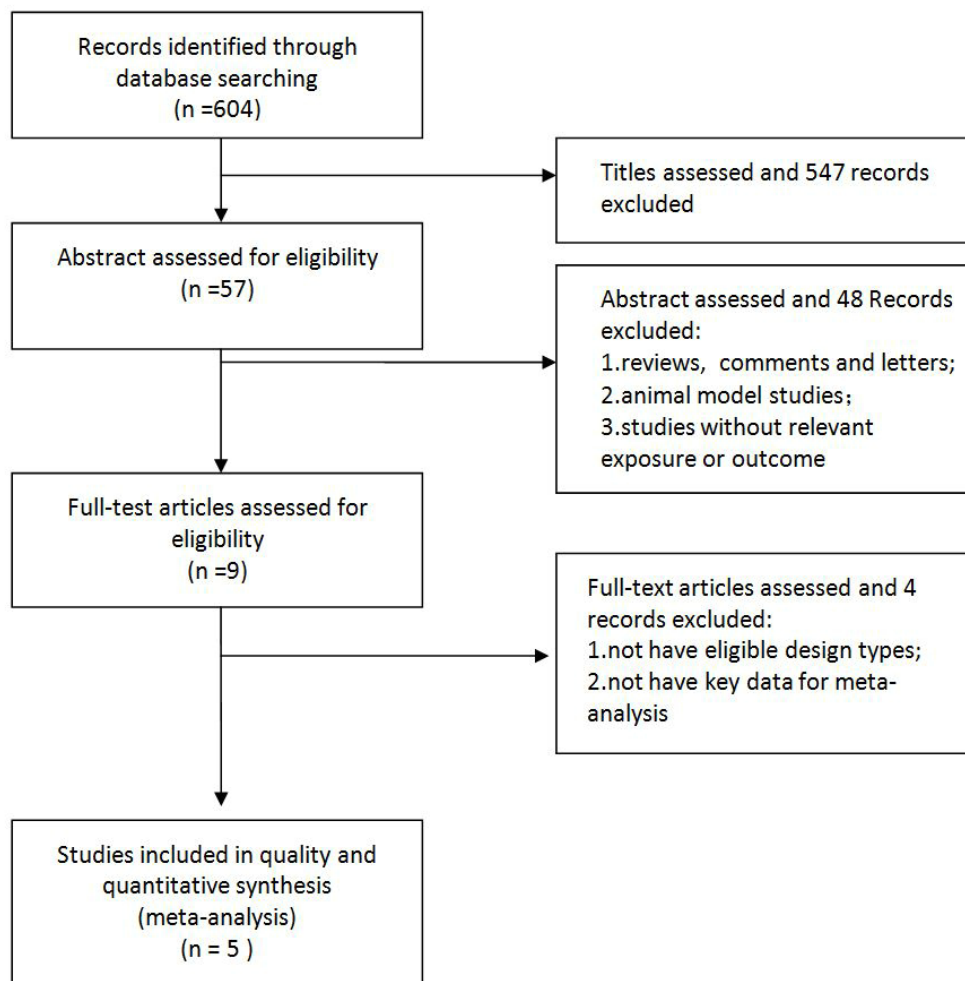 Records identified through
database searching
(n =604)
Titles assessed and 547 records
excluded
Abstract assessed for eligibility
(n =57)
Abstract assessed and 48 Records
excluded:
1.reviews, comments and letters;
2.animal model studies；
3.studies without relevant
exposure or outcome
Full-test articles assessed for
eligibility
(n =9)
Full-text articles assessed and 4
records excluded:
1.not have eligible design types;
2.not have key data for meta-
analysis
Studies included in quality and
quantitative synthesis
(meta-analysis)
(n = 5 )